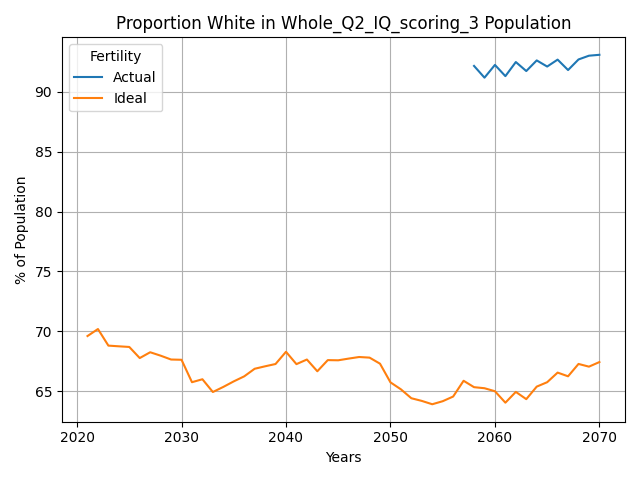 Proportion White in Whole_Q2_IQ_scoring_3 Population
Fertility
Actual
Ideal
% of Population
90
85
80
75
70
65
2020
2030
2040
2050
2060
2070
Years